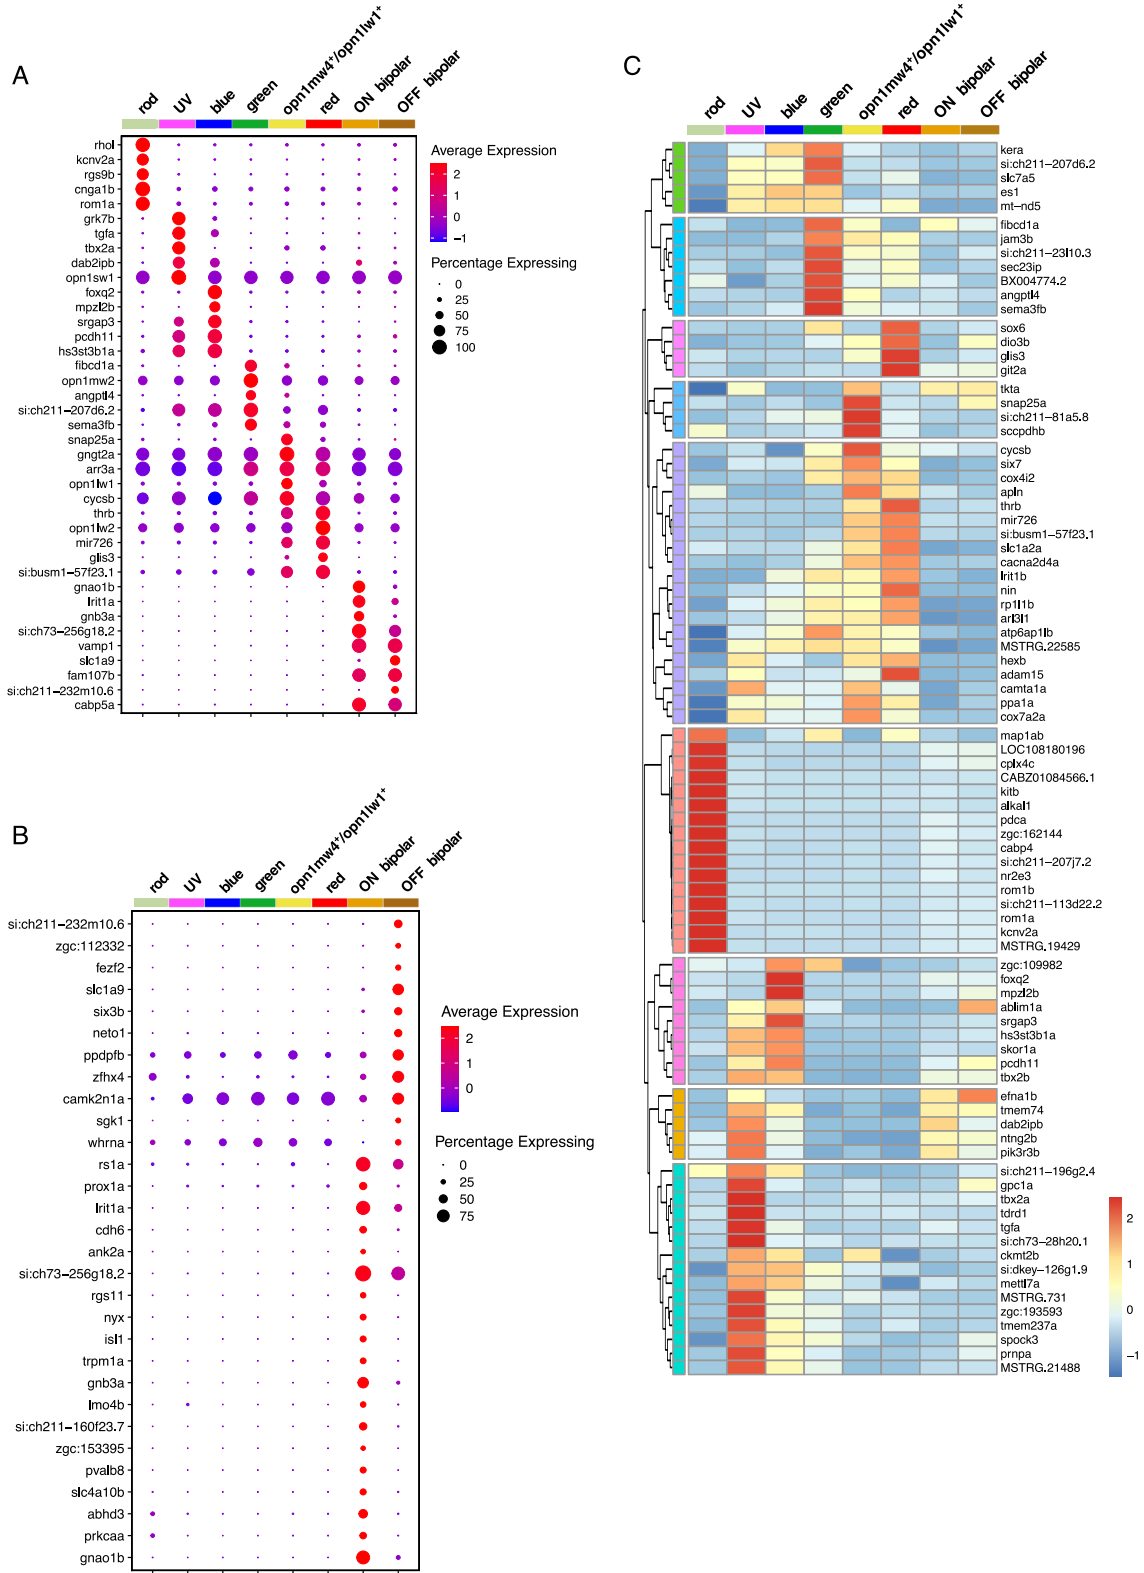 A
rod
UV
blue
green
opn1mw4+/opn1lw1+
red
ON bipolar
OFF bipolar
rhol
kcnv2a
rgs9b
cnga1b
rom1a
grk7b
tgfa
tbx2a
dab2ipb
opn1sw1
foxq2
mpzl2b
srgap3
pcdh11
hs3st3b1a
fibcd1a
opn1mw2
angptl4
si:ch211-207d6.2
sema3fb
snap25a
gngt2a
arr3a
opn1lw1
cycsb
thrb
opn1lw2
mir726
glis3
si:busm1-57f23.1
gnao1b
lrit1a
gnb3a
si:ch73-256g18.2
vamp1
slc1a9
fam107b
si:ch211-232m10.6
cabp5a
Average Expression
2
1
0
-1
Percentage Expressing
0
25
50
75
100
B
rod
UV
blue
green
opn1mw4+/opn1lw1+
red
ON bipolar
OFF bipolar
si:ch211-232m10.6
zgc:112332
fezf2
slc1a9
six3b
neto1
ppdpfb
zfhx4
camk2n1a
sgk1
whrna
rs1a
prox1a
lrit1a
cdh6
ank2a
si:ch73-256g18.2
rgs11
nyx
isl1
trpm1a
gnb3a
lmo4b
si:ch211-160f23.7
zgc:153395
pvalb8
slc4a10b
abhd3
prkcaa
gnao1b
Average Expression
2
1
0
Percentage Expressing
0
25
50
75
C
rod
UV
blue
green
opn1mw4+/opn1lw1+
red
ON bipolar
OFF bipolar
kera
si:ch211-207d6.2
slc7a5
es1
mt-nd5
fibcd1a
jam3b
si:ch211-23l10.3
sec23ip
BX004774.2
angptl4
sema3fb
sox6
dio3b
glis3
git2a
tkta
snap25a
si:ch211-81a5.8
sccpdhb
cycsb
six7
cox4i2
apln
thrb
mir726
si:busm1-57f23.1
slc1a2a
cacna2d4a
lrit1b
nin
rp1l1b
arl3l1
atp6ap1lb
MSTRG.22585
hexb
adam15
camta1a
ppa1a
cox7a2a
map1ab
LOC108180196
cplx4c
CABZ01084566.1
kitb
alkal1
pdca
zgc:162144
cabp4
si:ch211-207j7.2
nr2e3
rom1b
si:ch211-113d22.2
rom1a
kcnv2a
MSTRG.19429
zgc:109982
foxq2
mpzl2b
ablim1a
srgap3
hs3st3b1a
skor1a
pcdh11
tbx2b
efna1b
tmem74
dab2ipb
ntng2b
pik3r3b
si:ch211-196g2.4
gpc1a
tbx2a
tdrd1
tgfa
si:ch73-28h20.1
ckmt2b
si:dkey-126g1.9
mettl7a
MSTRG.731
zgc:193593
tmem237a
spock3
prnpa
MSTRG.21488
2
1
0
-1